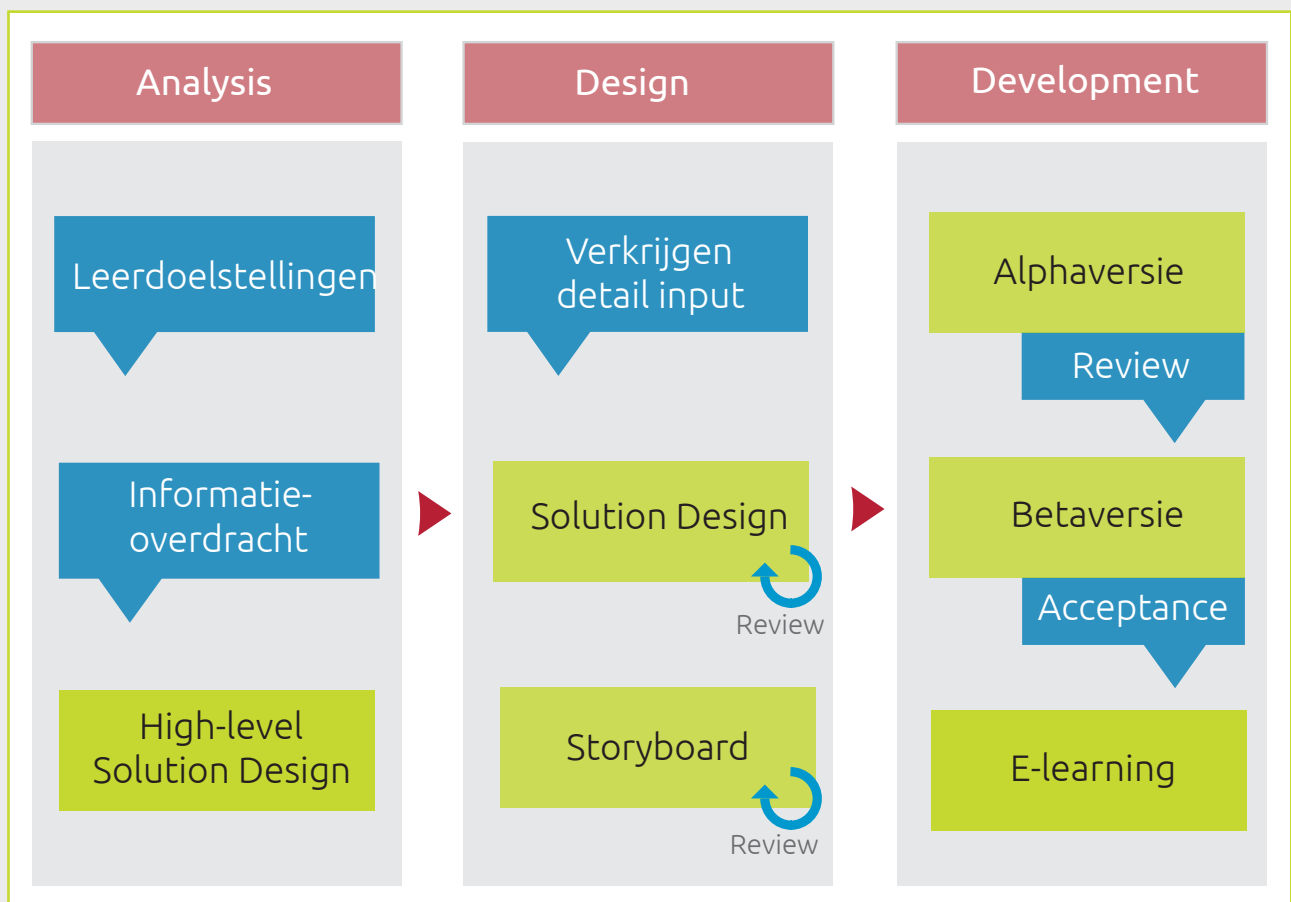 Analysis
Leerdoelstellingen
Informatie-
overdracht
High-level
Solution Design
Design
Verkrijgen
detail input
Solution Design
Review
Storyboard
Review
Development
Alphaversie
Review
Betaversie
Acceptance
E-learning